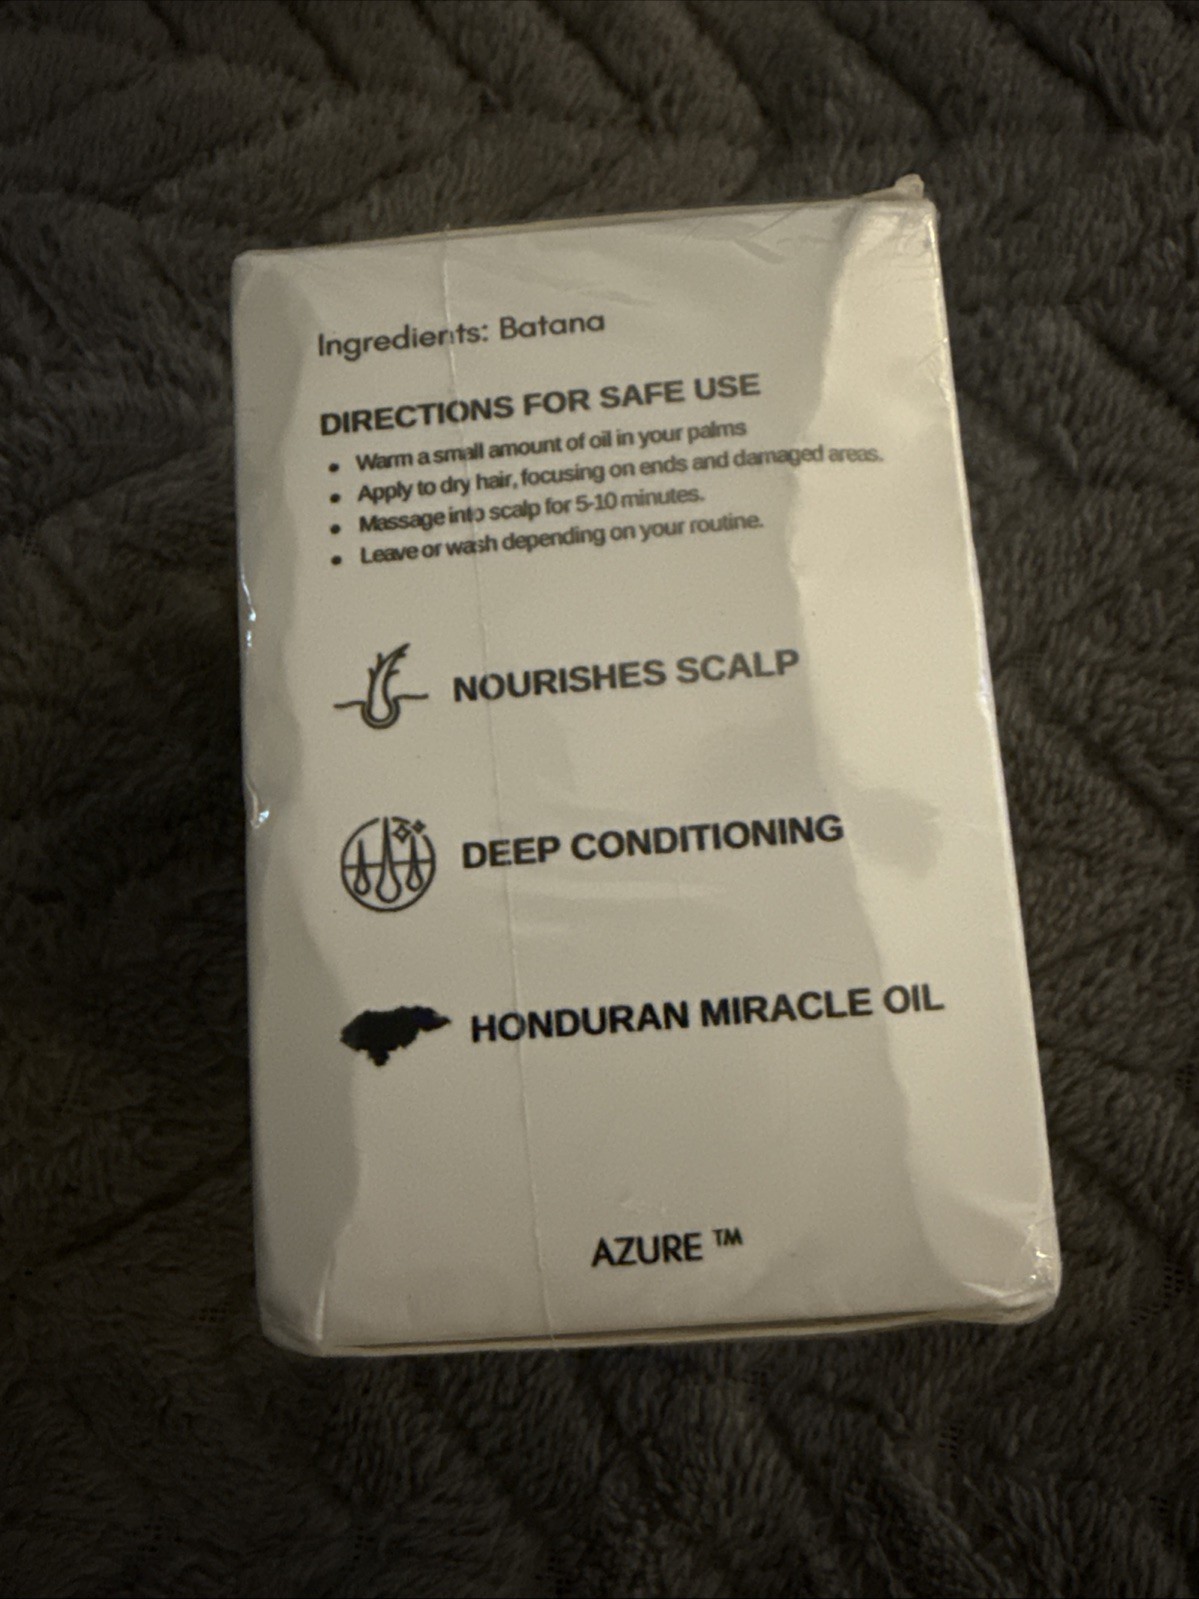 Ingredients: Batana
DIRECTIONS FOR SAFE USE
• Warm a small amount of oil in your palms
• Apply to dry hair, focusing on ends and damaged areas.
• Massage into scalp for 5-10 minutes.
• Leave or wash depending on your routine.
NOURISHES SCALP
DEEP CONDITIONING
HONDURAN MIRACLE OIL
AZURE ™